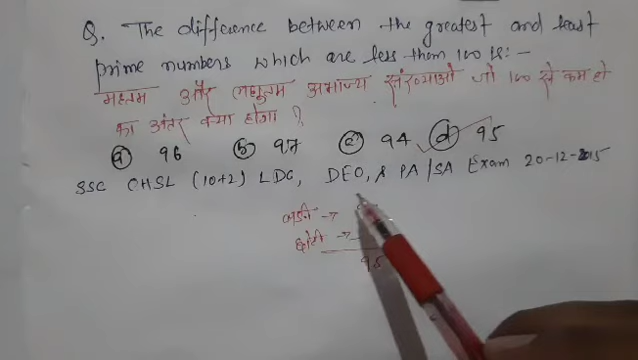 Q. The difference between the greatest and least
prime numbers which are less than 100 is:-
महत्तम और लघुत्तम अभाज्य संख्याओ जो 100 से कम हो
का अंतर क्या होगा ?
(a) 96 (b) 97 (c) 94 (d) 95
SSC CHSL (10+2) LDC, DEO, & PA/SA Exam 20-12-2015
→
छोटी →
95